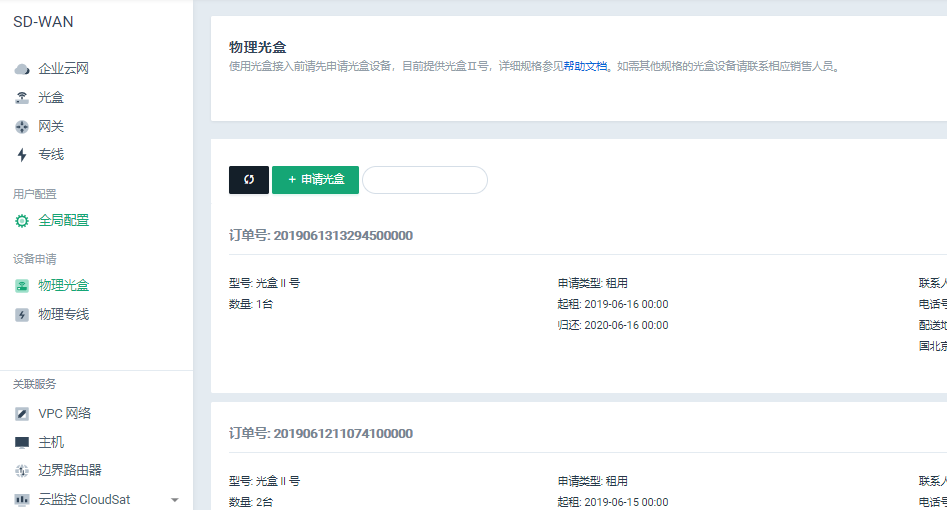 SD-WAN
企业云网
光盒
网关
专线
用户配置
全局配置
设备申请
物理光盒
物理专线
关联服务
VPC 网络
主机
边界路由器
云监控 CloudSat
物理光盒
使用光盒接入前请先申请光盒设备，目前提供光盒II号，详细规格参见帮助文档。如需其他规格的光盒设备请联系相应销售人员。
+ 申请光盒
订单号: 2019061313294500000
型号: 光盒 II 号
数量: 1台
申请类型: 租用
起租: 2019-06-16 00:00
归还: 2020-06-16 00:00
联系人
电话号
配送地
国北京
订单号: 2019061211074100000
型号: 光盒 II 号
数量: 2台
申请类型: 租用
起租: 2019-06-15 00:00
联系人
电话号